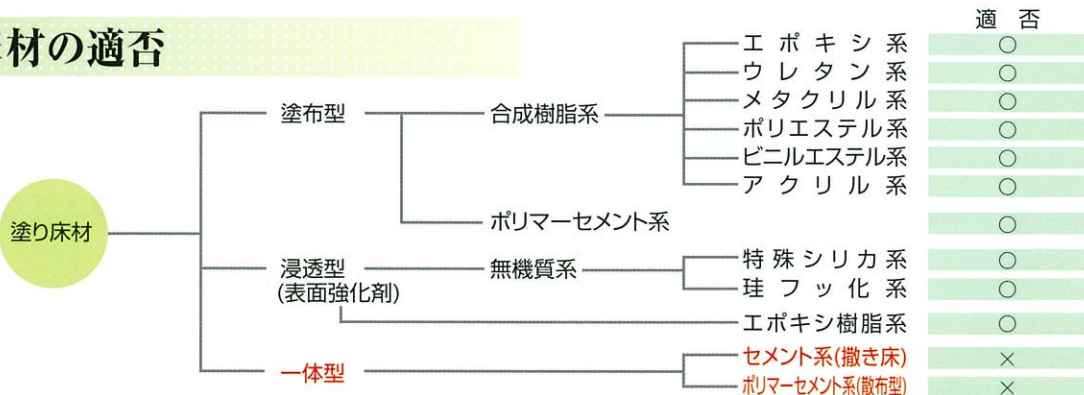 材の適否
適 否
塗り床材
塗布型
合成樹脂系
エポキシ系 ○
ウレタン系 ○
メタクリル系 ○
ポリエステル系 ○
ビニルエステル系 ○
アクリル系 ○
ポリマーセメント系 ○
浸透型
(表面強化剤)
無機質系
特殊シリカ系 ○
珪フッ化系 ○
エポキシ樹脂系 ○
一体型
セメント系(撒き床) ×
ポリマーセメント系(散布型) ×